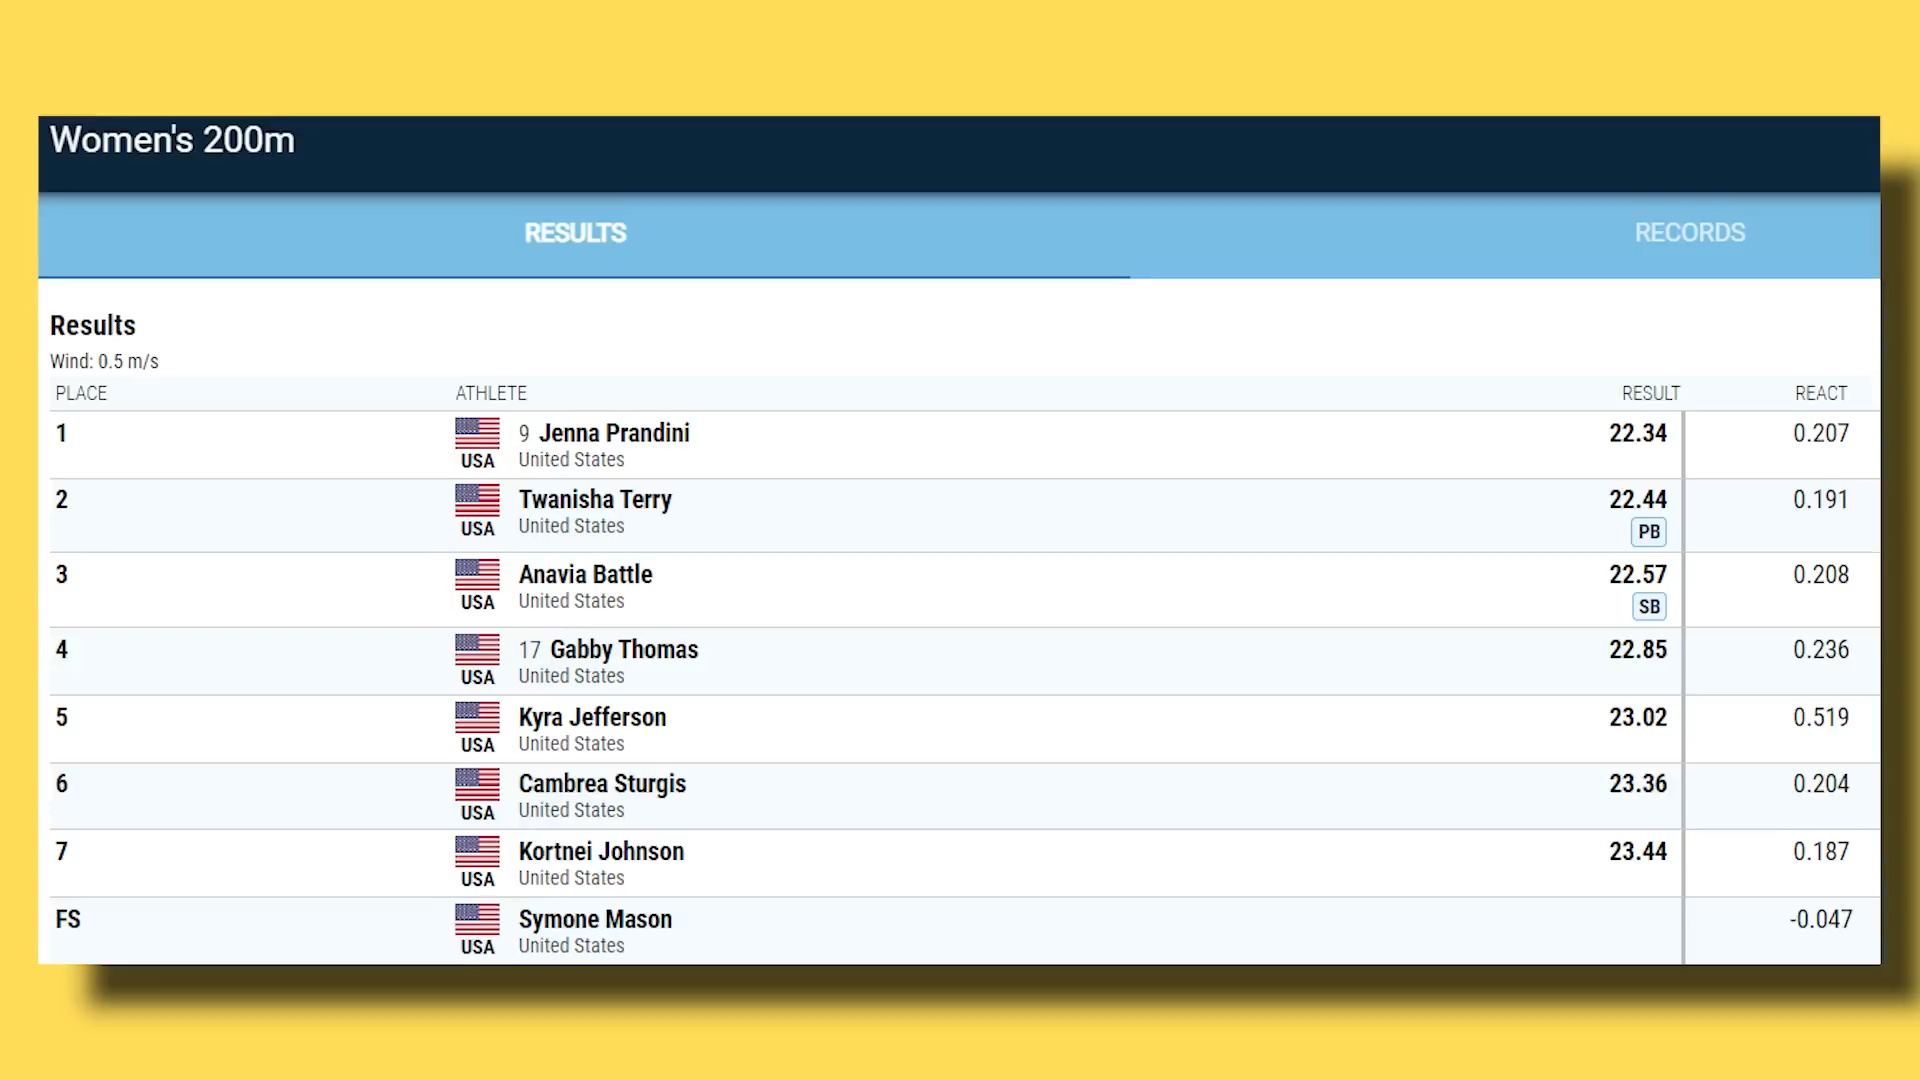 Women's 200m
RESULTS RECORDS
Results
Wind: 0.5 m/s
PLACE ATHLETE RESULT REACT
1 9 Jenna Prandini 22.34 0.207
USA United States
2 Twanisha Terry 22.44 0.191
USA United States PB
3 Anavia Battle 22.57 0.208
USA United States SB
4 17 Gabby Thomas 22.85 0.236
USA United States
5 Kyra Jefferson 23.02 0.519
USA United States
6 Cambrea Sturgis 23.36 0.204
USA United States
7 Kortnei Johnson 23.44 0.187
USA United States
FS Symone Mason -0.047
USA United States